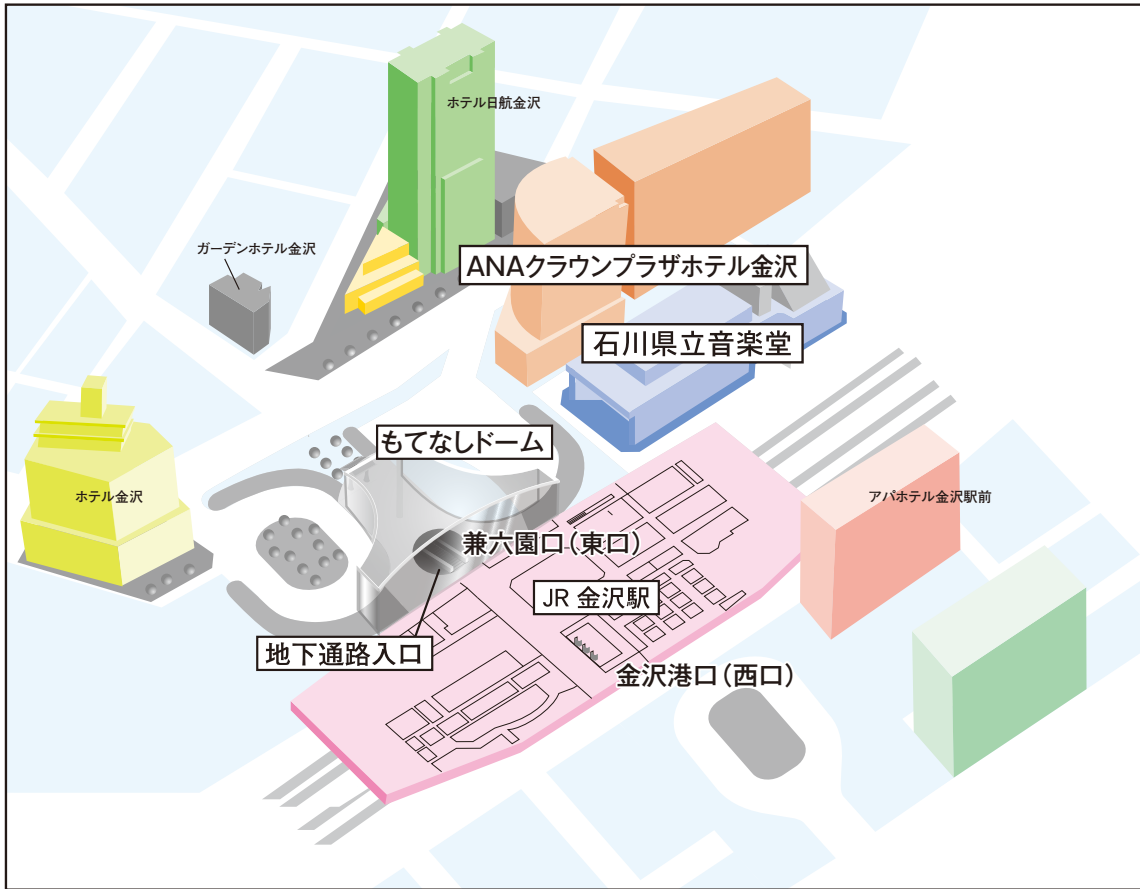 ホテル日航金沢
ガーデンホテル金沢
ANAクラウンプラザホテル金沢
石川県立音楽堂
もてなしドーム
ホテル金沢
アパホテル金沢駅前
兼六園口（東口）
JR 金沢駅
地下通路入口
金沢港口（西口）